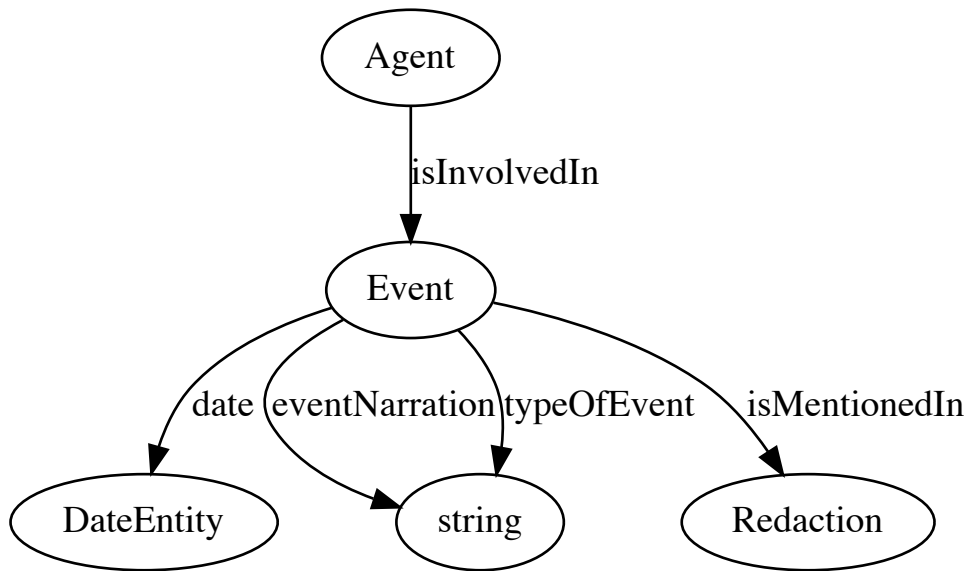 Agent
isInvolvedIn
Event
date
eventNarration
typeOfEvent
isMentionedIn
DateEntity
string
Redaction